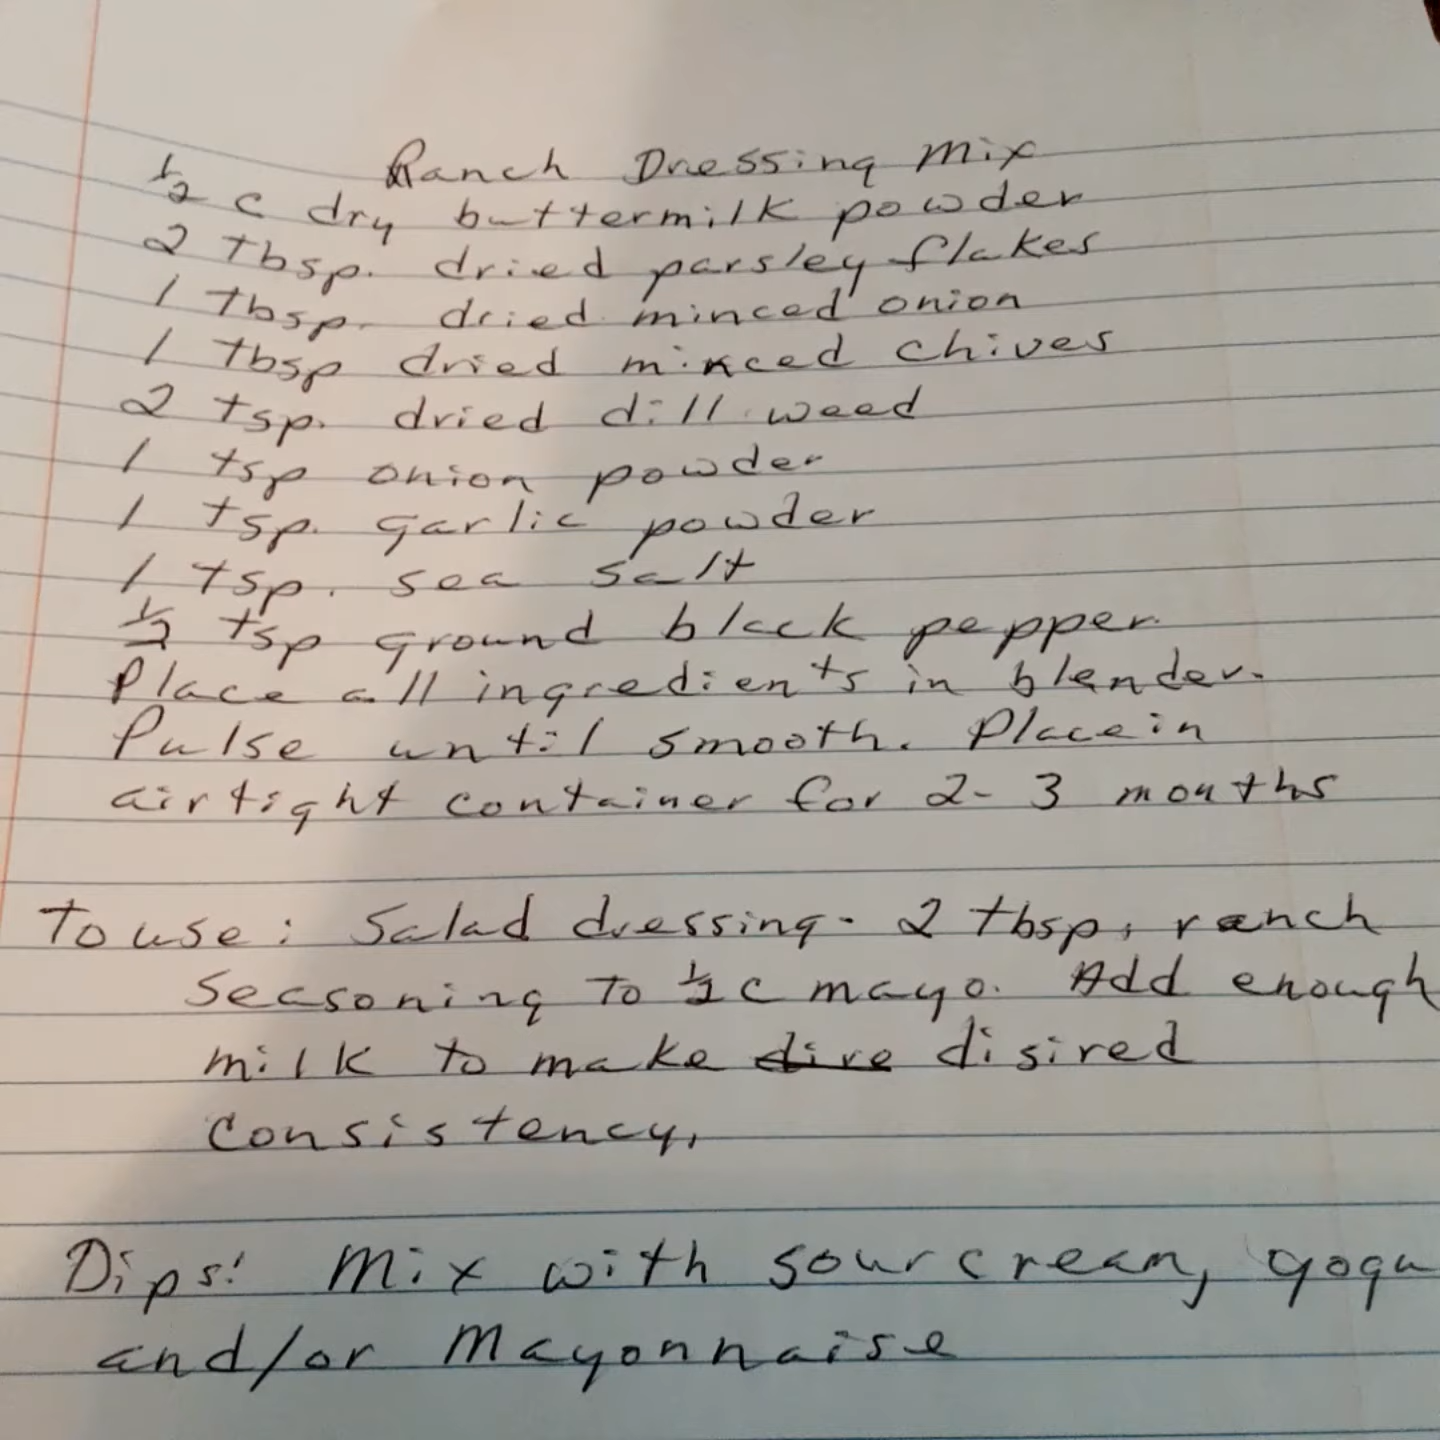 Ranch Dressing Mix
1/2 c dry buttermilk powder
2 Tbsp. dried parsley flakes
1 Tbsp. dried minced onion
1 Tbsp dried minced chives
2 tsp. dried dill weed
1 tsp onion powder
1 tsp. garlic powder
1 tsp. sea salt
1/2 tsp ground black pepper.
Place all ingredients in blender.
Pulse until smooth. Place in
airtight container for 2-3 months
To use: Salad dressing - 2 tbsp. ranch
seasoning to 1/2 c mayo. Add enough
milk to make disired
consistency.
Dips: Mix with sour cream, yogu
and/or Mayonnaise